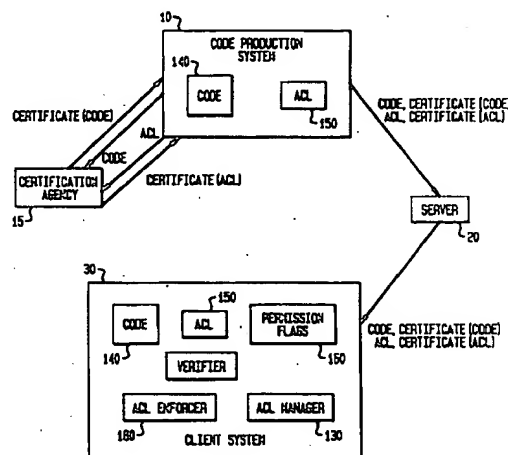 10
CODE PRODUCTION
SYSTEM
140
CODE
ACL
150
CERTIFICATE (CODE)
ACL
CODE
CERTIFICATE (ACL)
CERTIFICATION
AGENCY
15
CODE, CERTIFICATE (CODE)
ACL, CERTIFICATE (ACL)
SERVER
20
30
150
CODE
ACL
PERMISSION
FLAGS
140
160
VERIFIER
CODE, CERTIFICATE (CODE)
ACL, CERTIFICATE (ACL)
ACL ENFORCER
ACL MANAGER
180
CLIENT SYSTEM
130